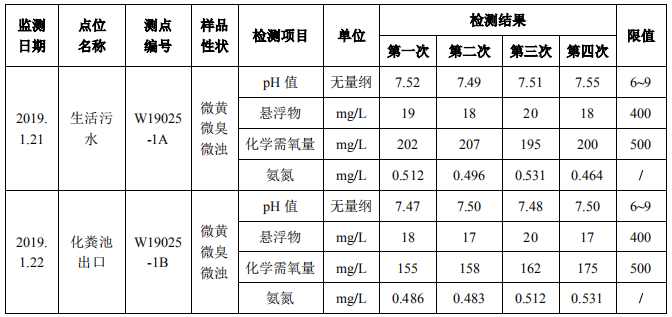 监测日期 点位名称 测点编号 样品性状 检测项目 单位 检测结果 限值
第一次 第二次 第三次 第四次
2019.1.21 生活污水 W19025-1A 微黄微臭微浊 pH 值 无量纲 7.52 7.49 7.51 7.55 6~9
悬浮物 mg/L 19 18 20 18 400
化学需氧量 mg/L 202 207 195 200 500
氨氮 mg/L 0.512 0.496 0.531 0.464 /
2019.1.22 化粪池出口 W19025-1B 微黄微臭微浊 pH 值 无量纲 7.47 7.50 7.48 7.50 6~9
悬浮物 mg/L 18 17 20 17 400
化学需氧量 mg/L 155 158 162 175 500
氨氮 mg/L 0.486 0.483 0.512 0.531 /